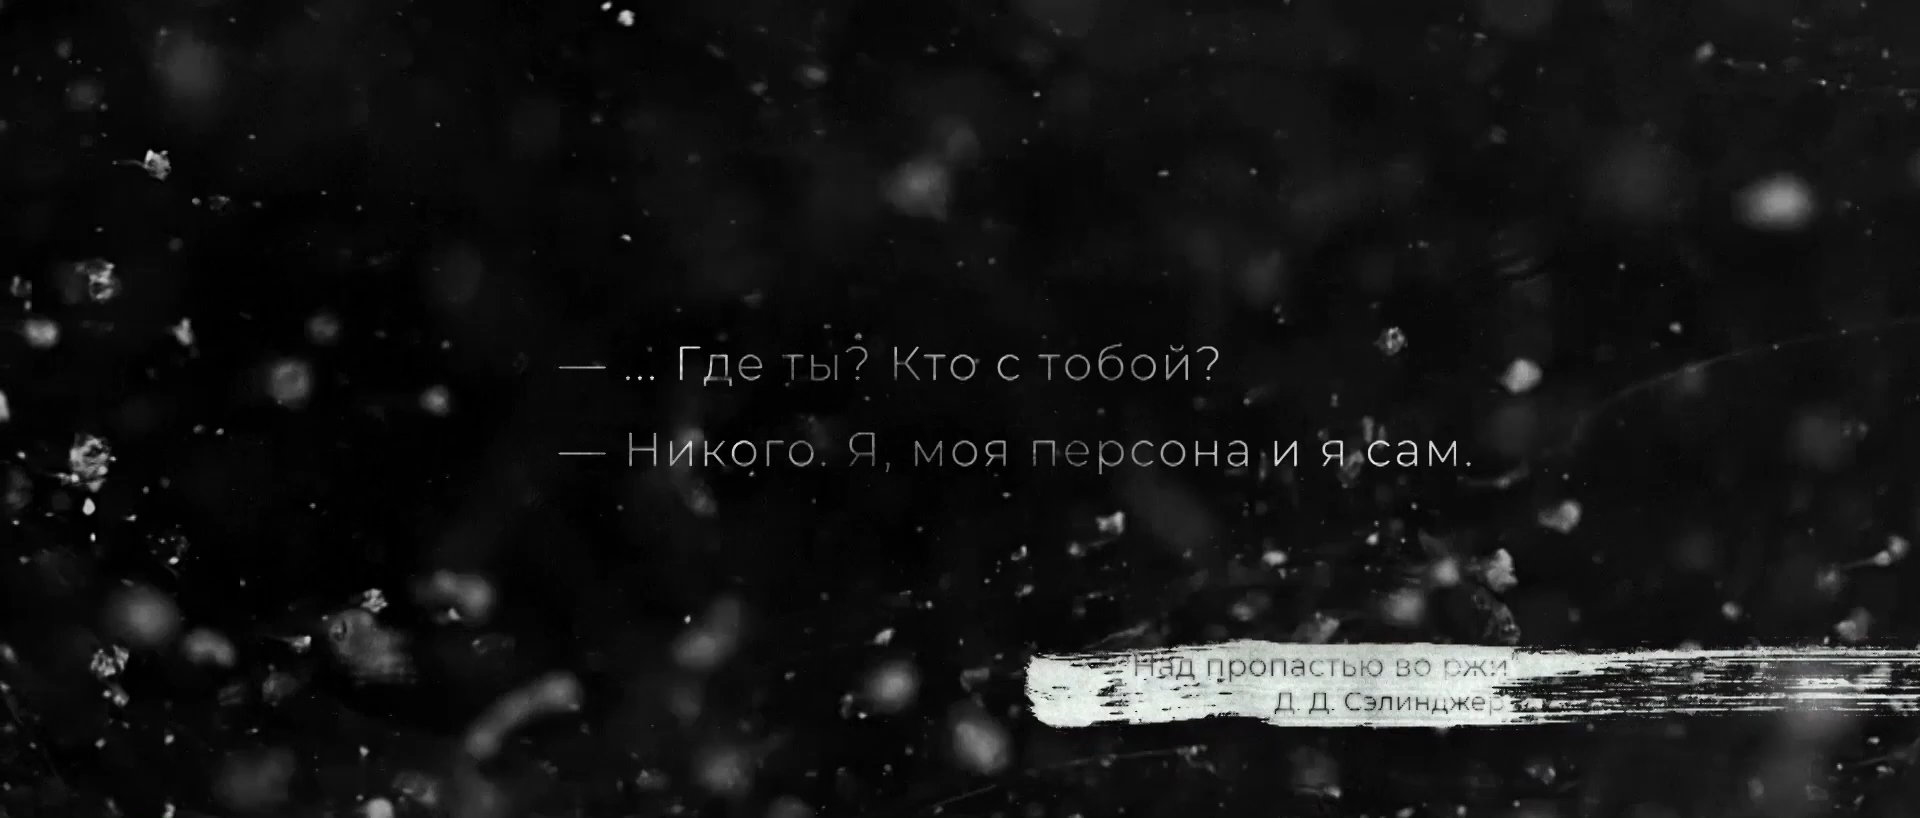 — ... Где ты? Кто с тобой?
— Никого. Я, моя персона и я сам.
"Над пропастью во ржи"
Д. Д. Сэлинджер